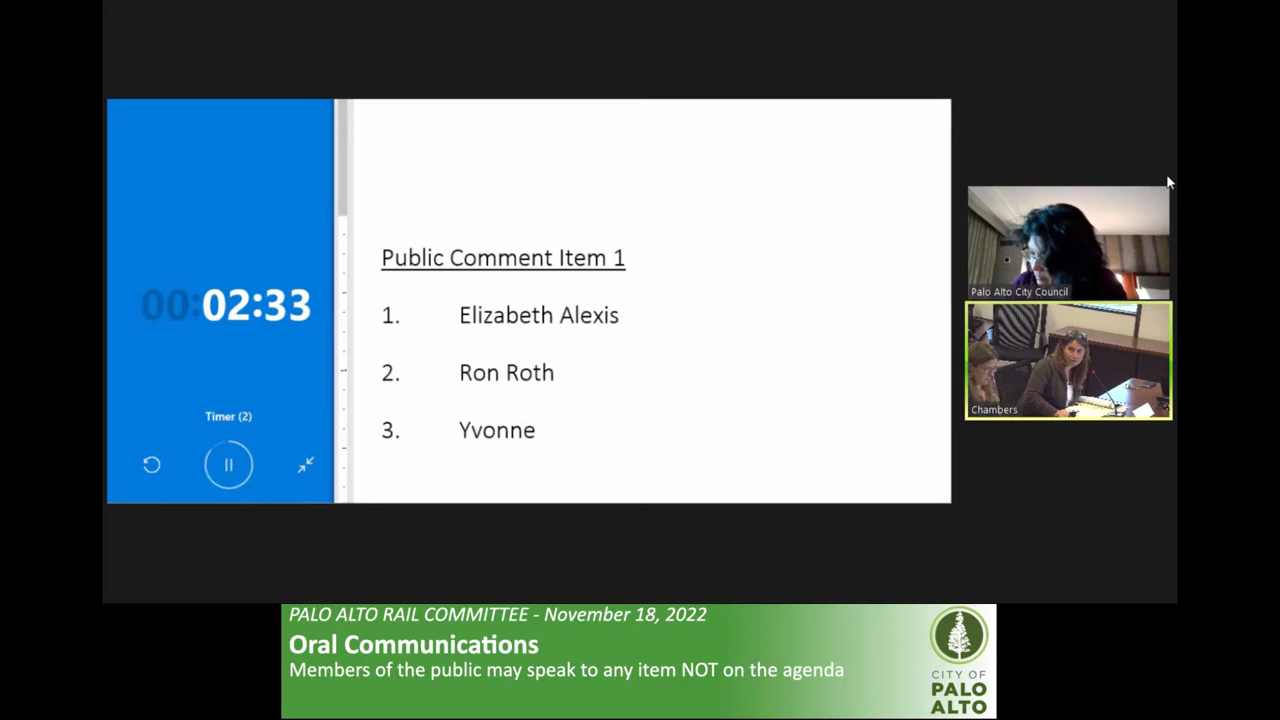 Public Comment Item 1
1. Elizabeth Alexis
2. Ron Roth
3. Yvonne
00:02:33
Timer (2)
Palo Alto City Council
Chambers
PALO ALTO RAIL COMMITTEE - November 18, 2022
Oral Communications
Members of the public may speak to any item NOT on the agenda
CITY OF
PALO
ALTO